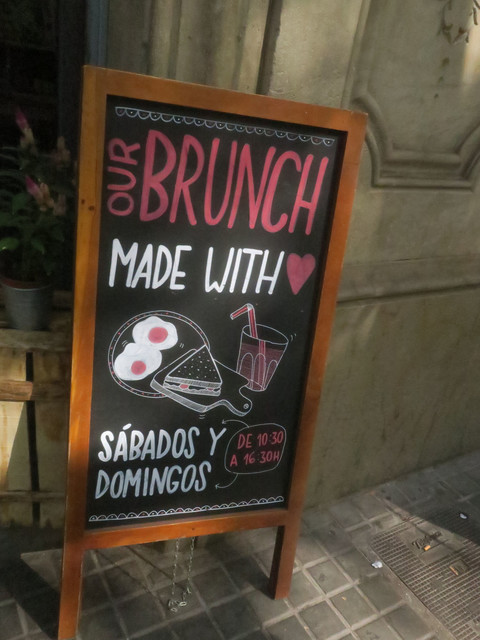 OUR BRUNCH
MADE WITH
SÁBADOS Y
DOMINGOS
DE 10:30
A 16 30H